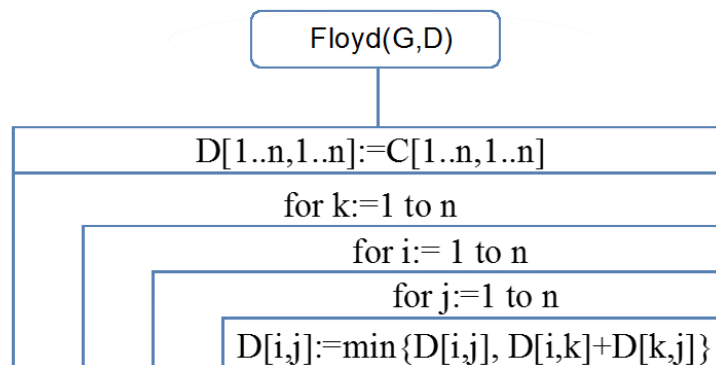 Floyd(G,D)
D[1..n,1..n]:=C[1..n,1..n]
for k:=1 to n
for i:= 1 to n
for j:=1 to n
D[i,j]:=min{D[i,j], D[i,k]+D[k,j]}